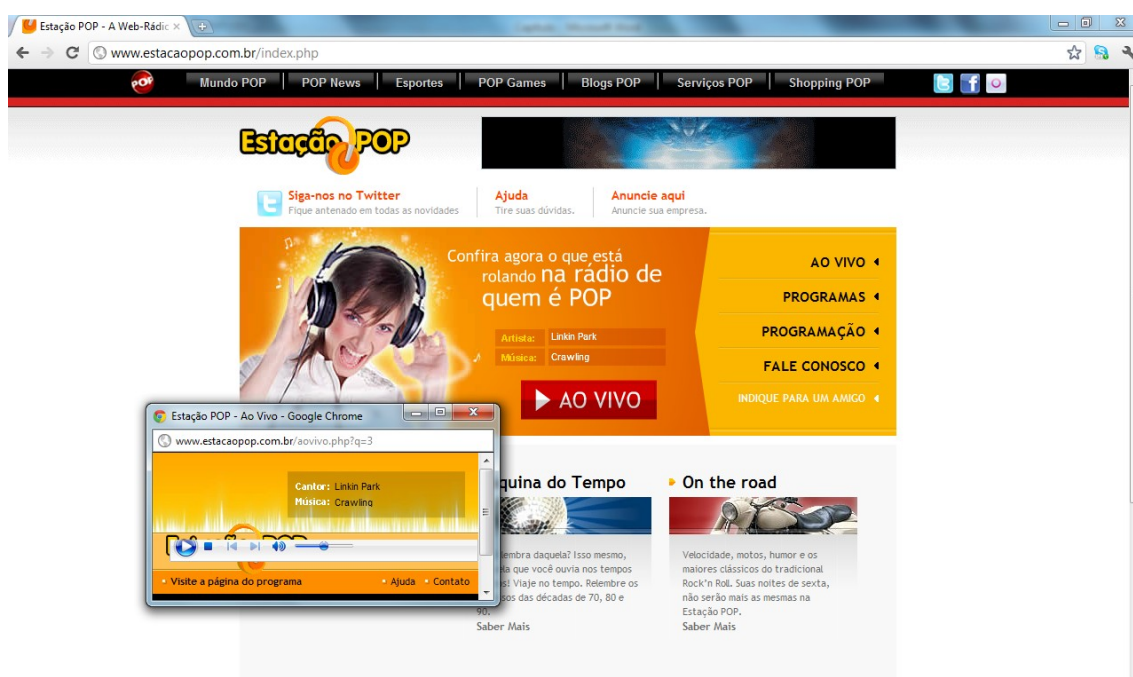 Estação POP - A Web-Rádic
www.estacaopop.com.br/index.php
POP
Mundo POP
POP News
Esportes
POP Games
Blogs POP
Serviços POP
Shopping POP
Estação POP
Siga-nos no Twitter
Fique antenado em todas as novidades
Ajuda
Tire suas dúvidas.
Anuncie aqui
Anuncie sua empresa.
Confira agora o que está
rolando na rádio de
quem é POP
Artista: Linkin Park
Música: Crawling
AO VIVO
AO VIVO
PROGRAMAS
PROGRAMAÇÃO
FALE CONOSCO
INDIQUE PARA UM AMIGO
Estação POP - Ao Vivo - Google Chrome
www.estacaopop.com.br/aovivo.php?q=3
Cantor: Linkin Park
Música: Crawling
Visite a página do programa
Ajuda
Contato
quina do Tempo
lembra daquela? Isso mesmo,
que você ouvia nos tempos
Viaje no tempo. Relembre os
das décadas de 70, 80 e
90.
Saber Mais
On the road
Velocidade, motos, humor e os
maiores clássicos do tradicional
Rock'n Roll. Suas noites de sexta,
não serão mais as mesmas na
Estação POP.
Saber Mais